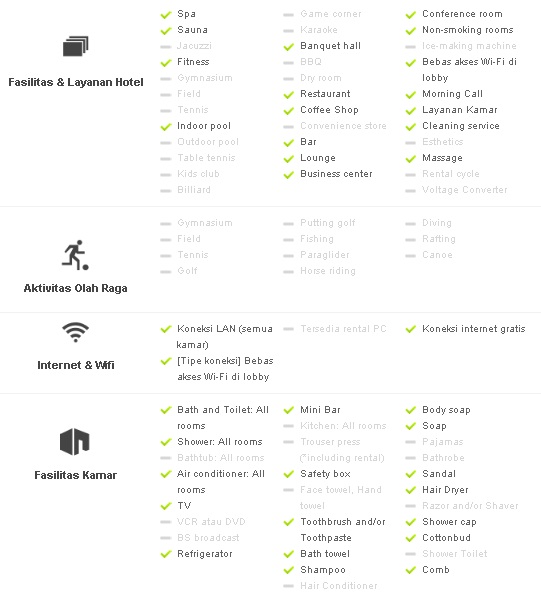 Fasilitas & Layanan Hotel
Spa
Sauna
Jacuzzi
Fitness
Gymnasium
Field
Tennis
Indoor pool
Outdoor pool
Table tennis
Kids club
Billiard
Game corner
Karaoke
Banquet hall
BBQ
Dry room
Restaurant
Coffee Shop
Convenience store
Bar
Lounge
Business center
Conference room
Non-smoking rooms
Ice-making machine
Bebas akses Wi-Fi di
lobby
Morning Call
Layanan Kamar
Cleaning service
Esthetics
Massage
Rental cycle
Voltage Converter
Aktivitas Olah Raga
Gymnasium
Field
Tennis
Golf
Putting golf
Fishing
Paraglider
Horse riding
Diving
Rafting
Canoe
Internet & Wifi
Koneksi LAN (semua
kamar)
[Tipe koneksi] Bebas
akses Wi-Fi di lobby
Tersedia rental PC
Koneksi internet gratis
Fasilitas Kamar
Bath and Toilet: All
rooms
Shower: All rooms
Bathtub: All rooms
Air conditioner: All
rooms
TV
VCR atau DVD
BS broadcast
Refrigerator
Mini Bar
Kitchen: All rooms
Trouser press
(*including rental)
Safety box
Face towel, Hand
towel
Toothbrush and/or
Toothpaste
Bath towel
Shampoo
Hair Conditioner
Body soap
Soap
Pajamas
Bathrobe
Sandal
Hair Dryer
Razor and/or Shaver
Shower cap
Cottonbud
Shower Toilet
Comb